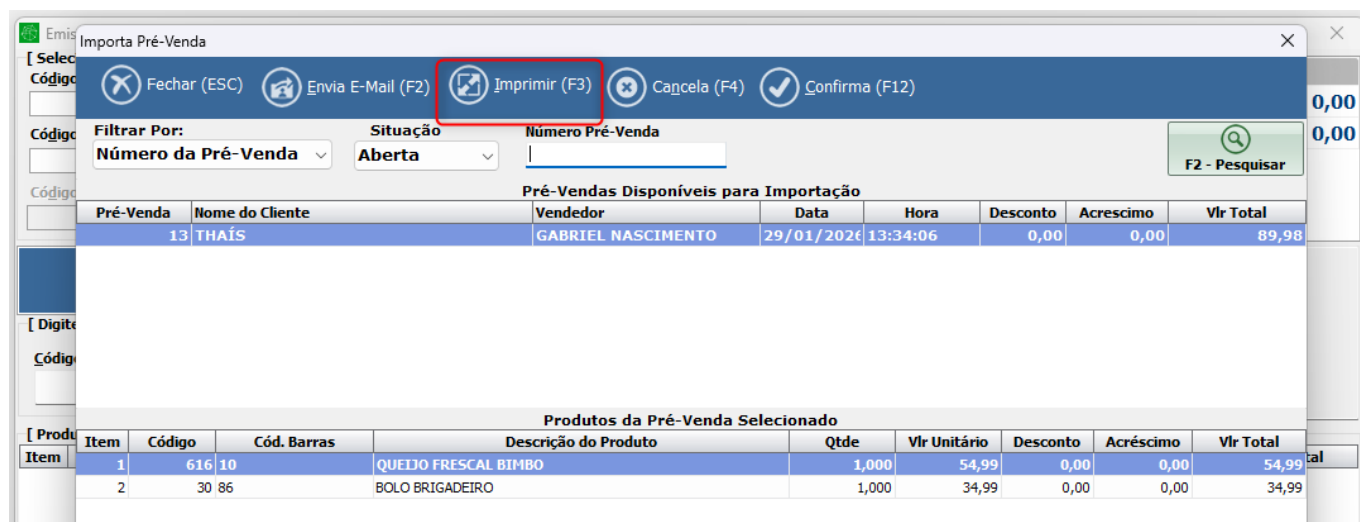 Emis
Importa Pré-Venda
[ Selec
Códig
Fechar (ESC) Envia E-Mail (F2) Imprimir (F3) Cancela (F4) Confirma (F12)
0,00
Códig
Filtrar Por: Situação Número Pré-Venda
0,00
Número da Pré-Venda Aberta
F2 - Pesquisar
Códig
Pré-Vendas Disponíveis para Importação
Pré-Venda Nome do Cliente Vendedor Data Hora Desconto Acrescimo Vlr Total
13 THAÍS GABRIEL NASCIMENTO 29/01/202 13:34:06 0,00 0,00 89,98
[ Digite
Códig
Produtos da Pré-Venda Selecionado
[ Produ
Item Código Cód. Barras Descrição do Produto Qtde Vlr Unitário Desconto Acréscimo Vlr Total
Item tal
1 616 10 QUEIJO FRESCAL BIMBO 1,000 54,99 0,00 0,00 54,99
2 30 86 BOLO BRIGADEIRO 1,000 34,99 0,00 0,00 34,99